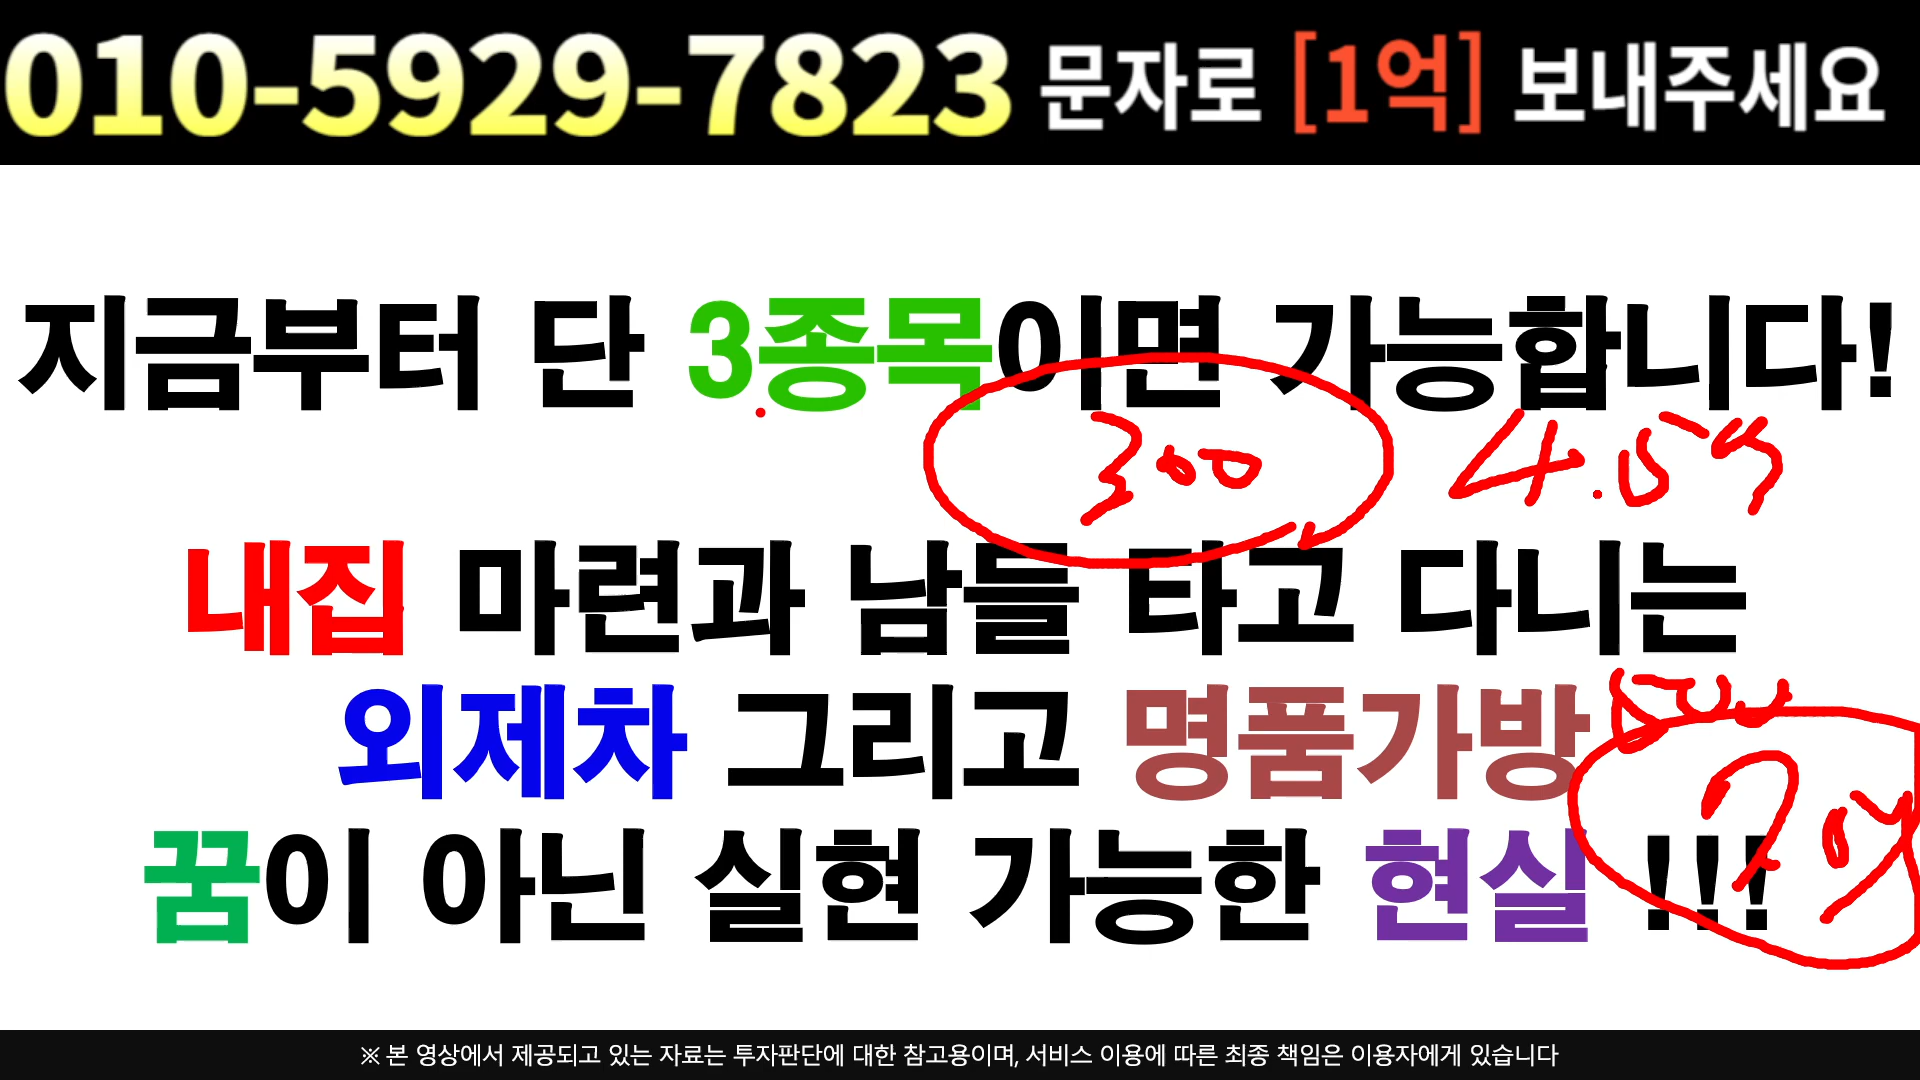 010-5929-7823 문자로 [1억] 보내주세요
지금부터 단 3종목이면 가능합니다!
300
내집 마련과 남들 타고 다니는
외제차 그리고 명품가방
꿈이 아닌 실현 가능한 현실 !!!
※ 본 영상에서 제공되고 있는 자료는 투자판단에 대한 참고용이며, 서비스 이용에 따른 최종 책임은 이용자에게 있습니다